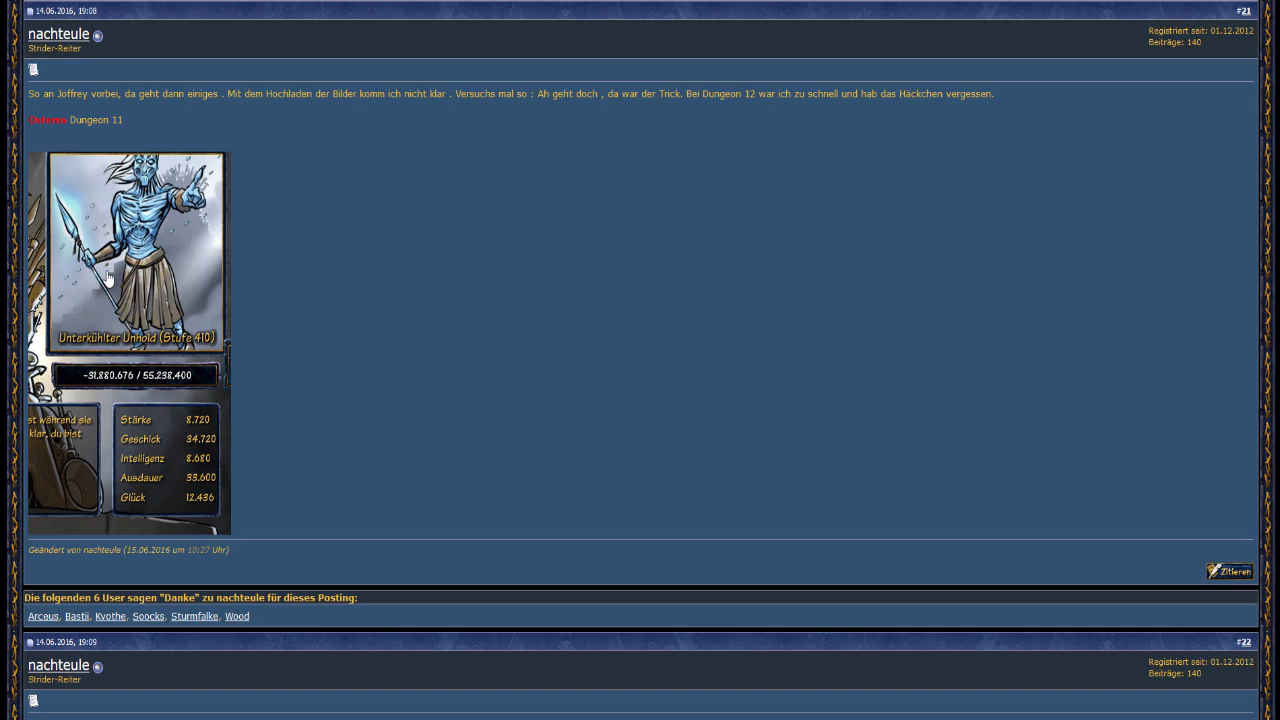 14.06.2016, 19:08
#21
nachteule
Strider-Reiter
Registriert seit: 01.12.2012
Beiträge: 140
So an Joffrey vorbei, da geht dann einiges . Mit dem Hochladen der Bilder komm ich nicht klar . Versuchs mal so : Ah geht doch , da war der Trick. Bei Dungeon 12 war ich zu schnell und hab das Häckchen vergessen.
Dungeon 11
Unterkühlter Unhold (Stufe 410)
-31.880.676 / 55.238.400
st während sie
klar, du bist
Stärke 8.720
Geschick 34.720
Intelligenz 8.680
Ausdauer 33.600
Glück 12.436
Geändert von nachteule (15.06.2016 um 10:27 Uhr)
Zitieren
Die folgenden 6 User sagen "Danke" zu nachteule für dieses Posting:
Arceus, Bastii, Kvothe, Soocks, Sturmfalke, Wood
14.06.2016, 19:09
#22
nachteule
Strider-Reiter
Registriert seit: 01.12.2012
Beiträge: 140